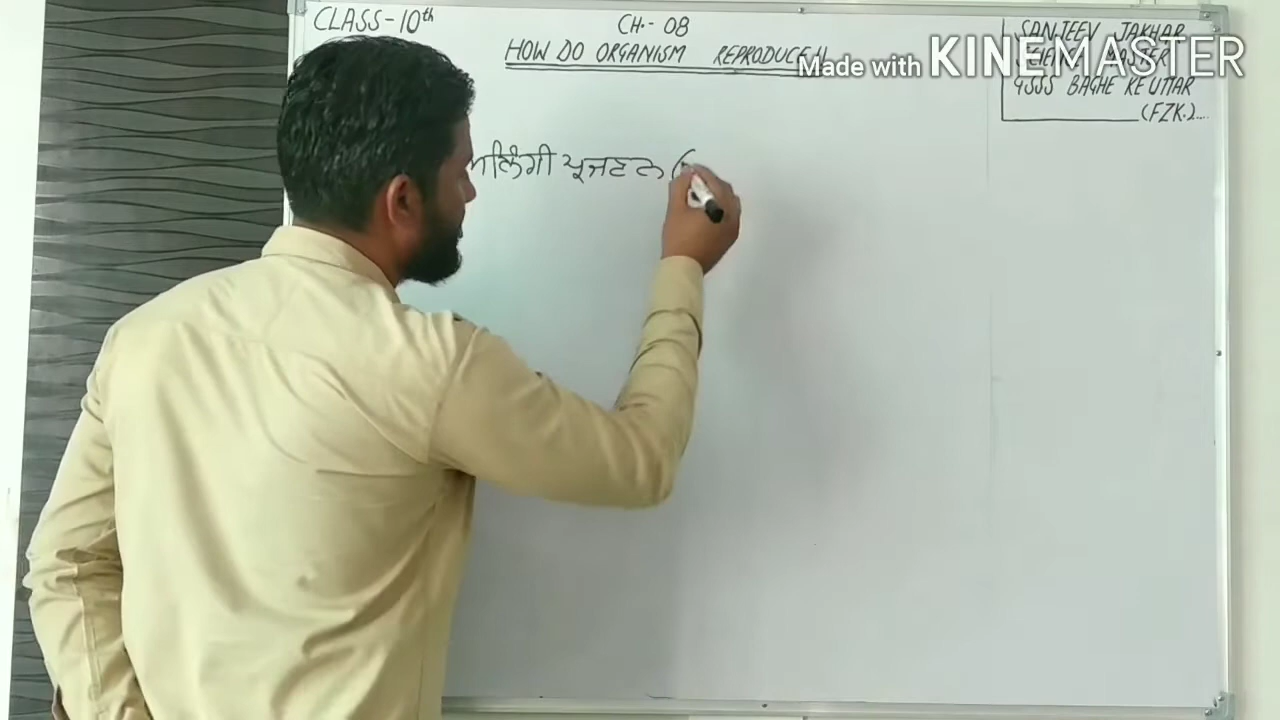 CLASS-10th
CH.- 08
HOW DO ORGANISM REPRODUCE
SANJEEV JAKHAR
GSSS BAGHE KE UTTAR
(FZK.)....
Made with KINEMASTER
ਪ੍ਰਜਣਨ (